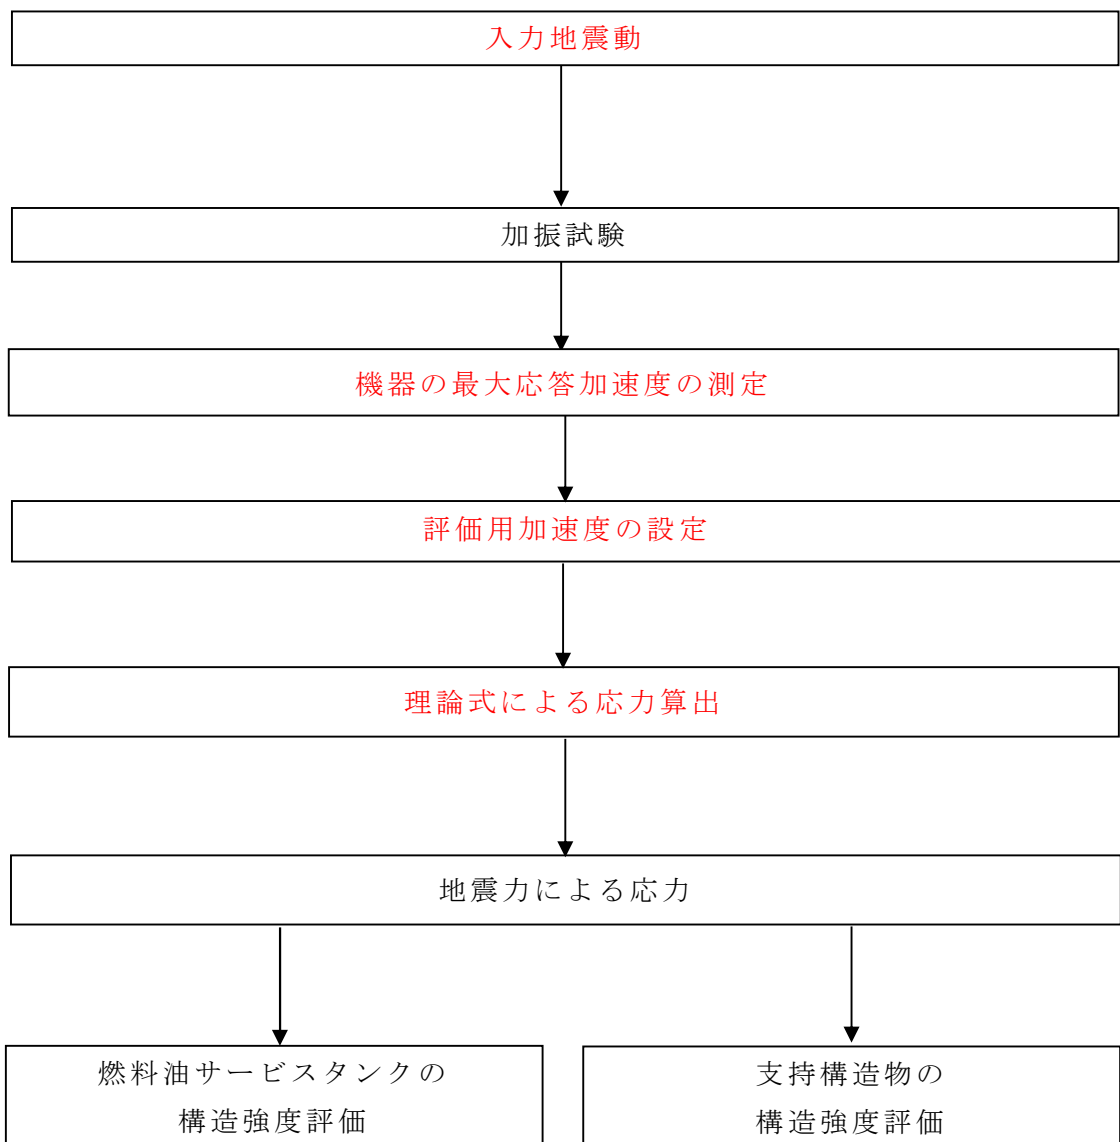 入力地震動
加振試験
機器の最大応答加速度の測定
評価用加速度の設定
理論式による応力算出
地震力による応力
燃料油サービスタンクの
構造強度評価
支持構造物の
構造強度評価